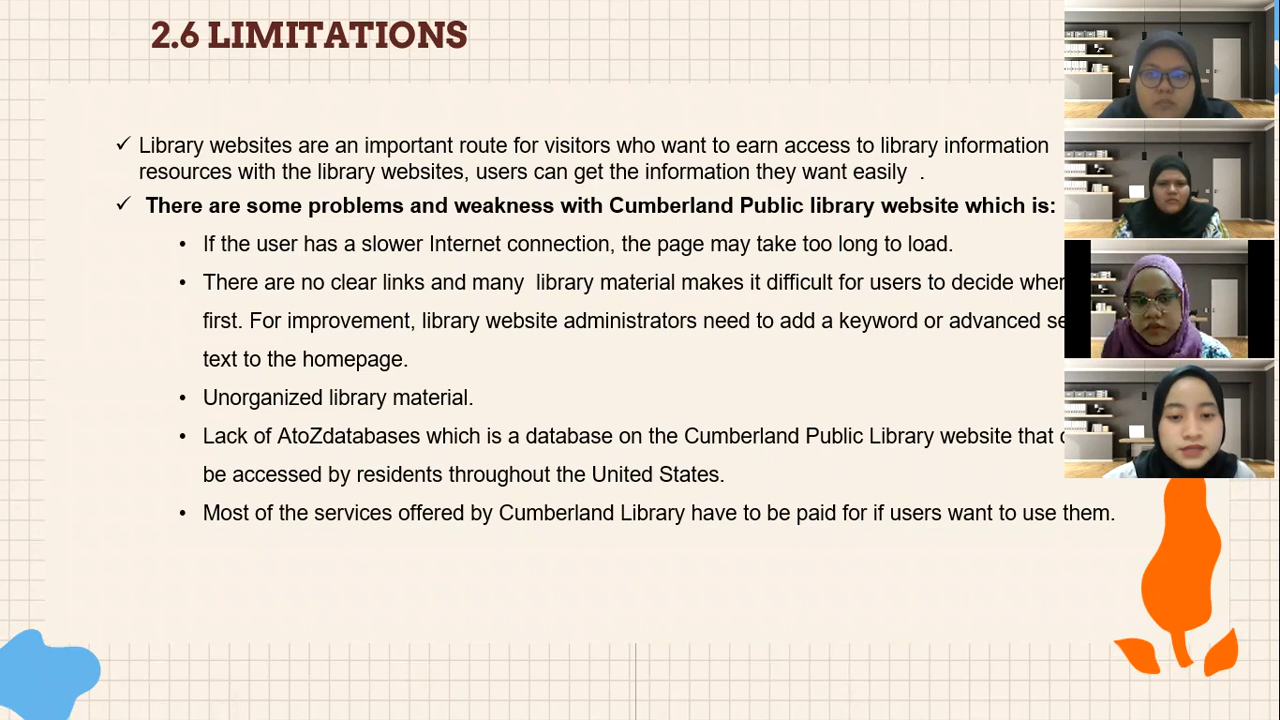 2.6 LIMITATIONS
✓ Library websites are an important route for visitors who want to earn access to library information
resources with the library websites, users can get the information they want easily .
✓ There are some problems and weakness with Cumberland Public library website which is:
• If the user has a slower Internet connection, the page may take too long to load.
• There are no clear links and many library material makes it difficult for users to decide
first. For improvement, library website administrators need to add a keyword or advanced
text to the homepage.
• Unorganized library material.
• Lack of AtoZdatabases which is a database on the Cumberland Public Library website that
be accessed by residents throughout the United States.
• Most of the services offered by Cumberland Library have to be paid for if users want to use them.